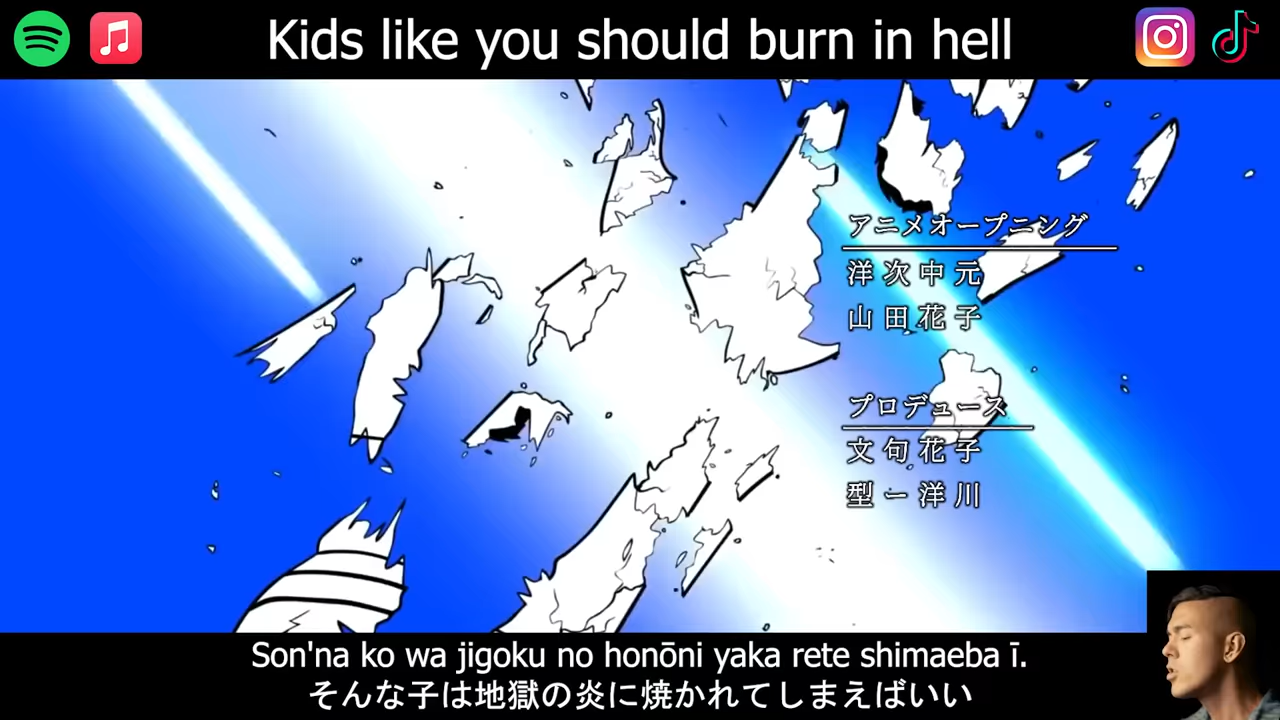 Kids like you should burn in hell
アニメオープニング
洋次中元
山田花子
プロデュース
文句花子
型一洋川
Son'na ko wa jigoku no honōni yaka rete shimaeba ī.
そんな子は地獄の炎に焼かれてしまえばいい